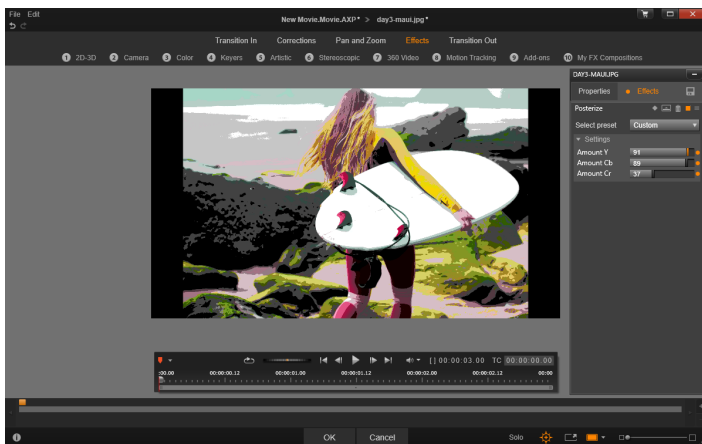 File Edit
New Movie.Movie.AXP* > day3-maui.jpg*
Transition In Corrections Pan and Zoom Effects Transition Out
1 2D-3D 2 Camera 3 Color 4 Keyers 5 Artistic 6 Stereoscopic 7 360 Video 8 Motion Tracking 9 Add-ons 10 My FX Compositions
DAY3-MAUI.JPG
Properties Effects
Posterize
Select preset Custom
Settings
Amount Y 91
Amount Cb 89
Amount Cr 37
[] 00:00:03.00 TC 00:00:00.00
:00.00 00:00:00.12 00:00:01.00 00:00:01.12 00:00:02.00 00:00:02.12 00:00
OK Cancel Solo